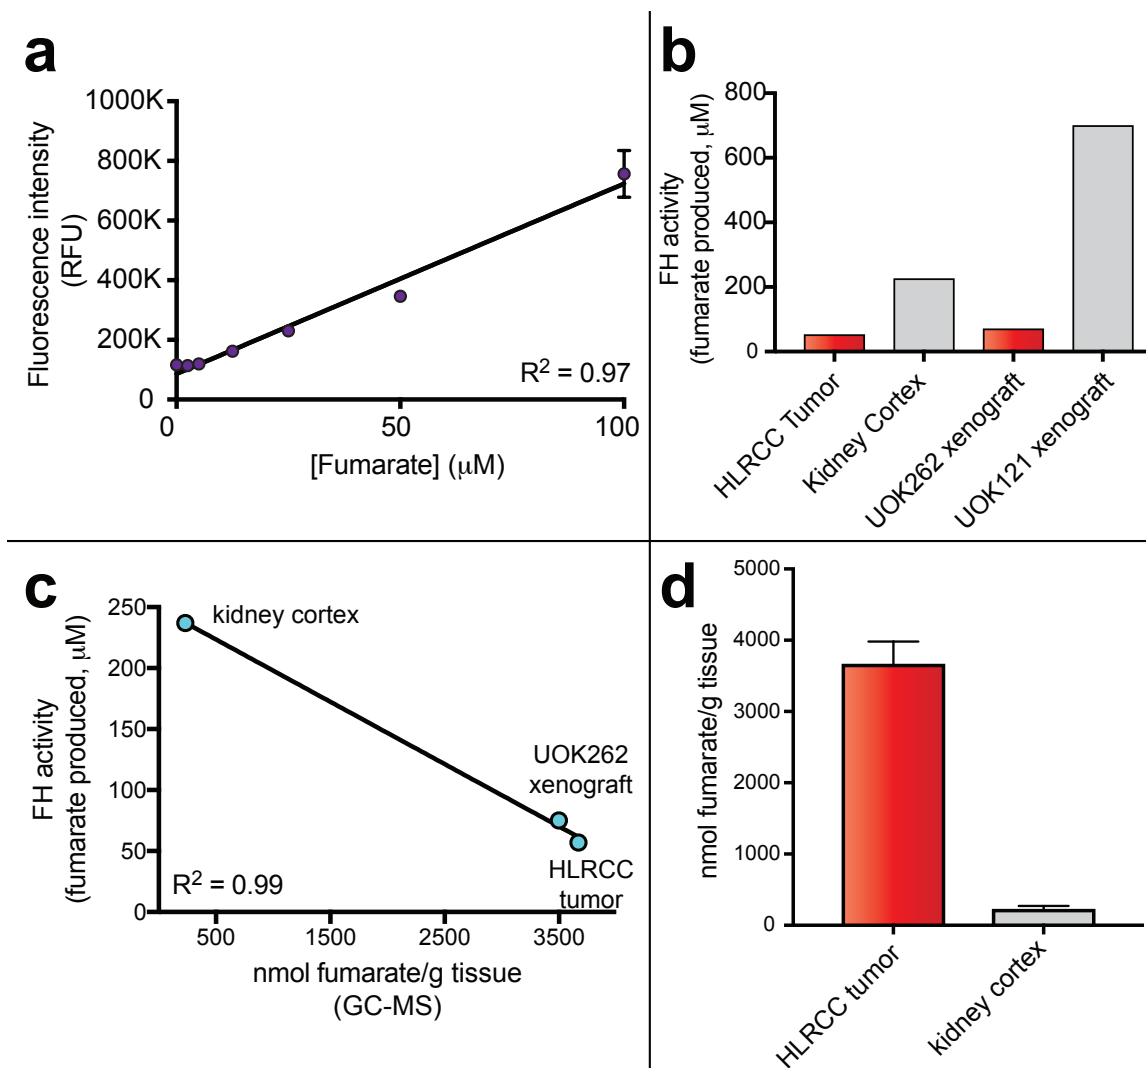 a
Fluorescence intensity
(RFU)
1000K
800K
600K
400K
200K
0
0
50
100
[Fumarate] (μM)
R² = 0.97
b
FH activity
(fumarate produced, μM)
800
600
400
200
0
HLRCC Tumor
Kidney Cortex
UOK262 xenograft
UOK121 xenograft
c
FH activity
(fumarate produced, μM)
250
200
150
100
50
0
kidney cortex
UOK262
xenograft
HLRCC
tumor
R² = 0.99
500
1500
2500
3500
nmol fumarate/g tissue
(GC-MS)
d
nmol fumarate/g tissue
5000
4000
3000
2000
1000
0
HLRCC tumor
kidney cortex